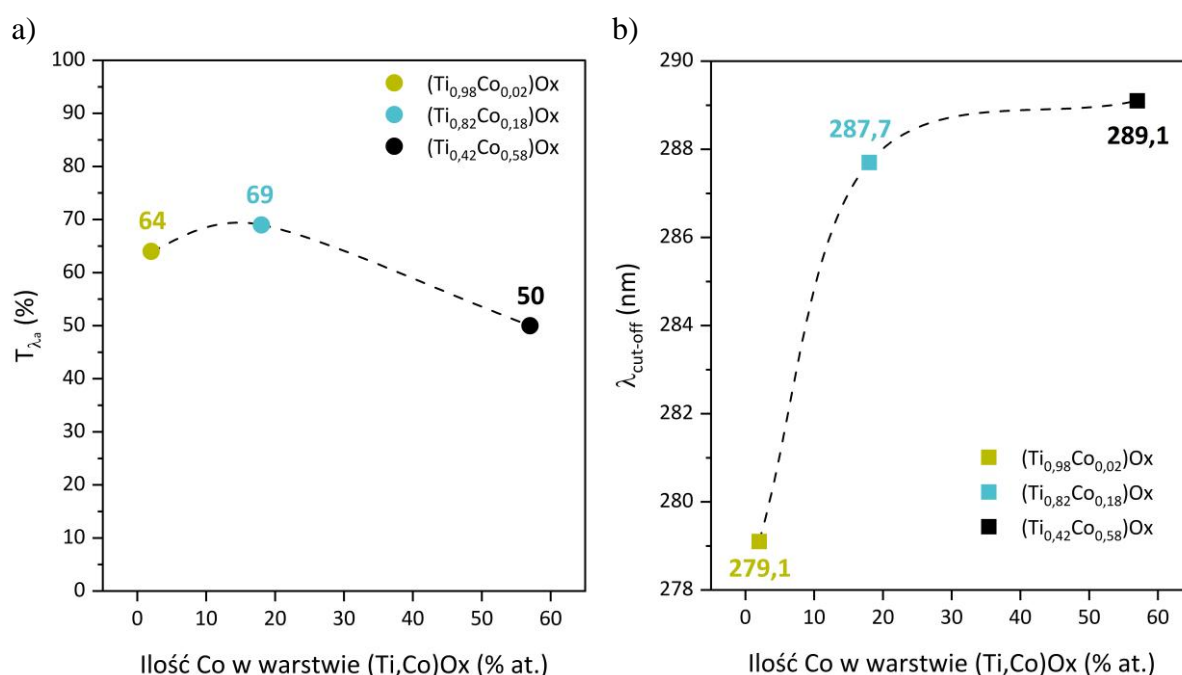 a)
100
90
80
70
60
50
40
30
20
10
0
T_λa (%)
(Ti0,98Co0,02)Ox
(Ti0,82Co0,18)Ox
(Ti0,42Co0,58)Ox
64
69
50
0 10 20 30 40 50 60
Ilość Co w warstwie (Ti,Co)Ox (% at.)
b)
290
288
286
284
282
280
278
λcut-off (nm)
287,7
289,1
279,1
(Ti0,98Co0,02)Ox
(Ti0,82Co0,18)Ox
(Ti0,42Co0,58)Ox
0 10 20 30 40 50 60
Ilość Co w warstwie (Ti,Co)Ox (% at.)